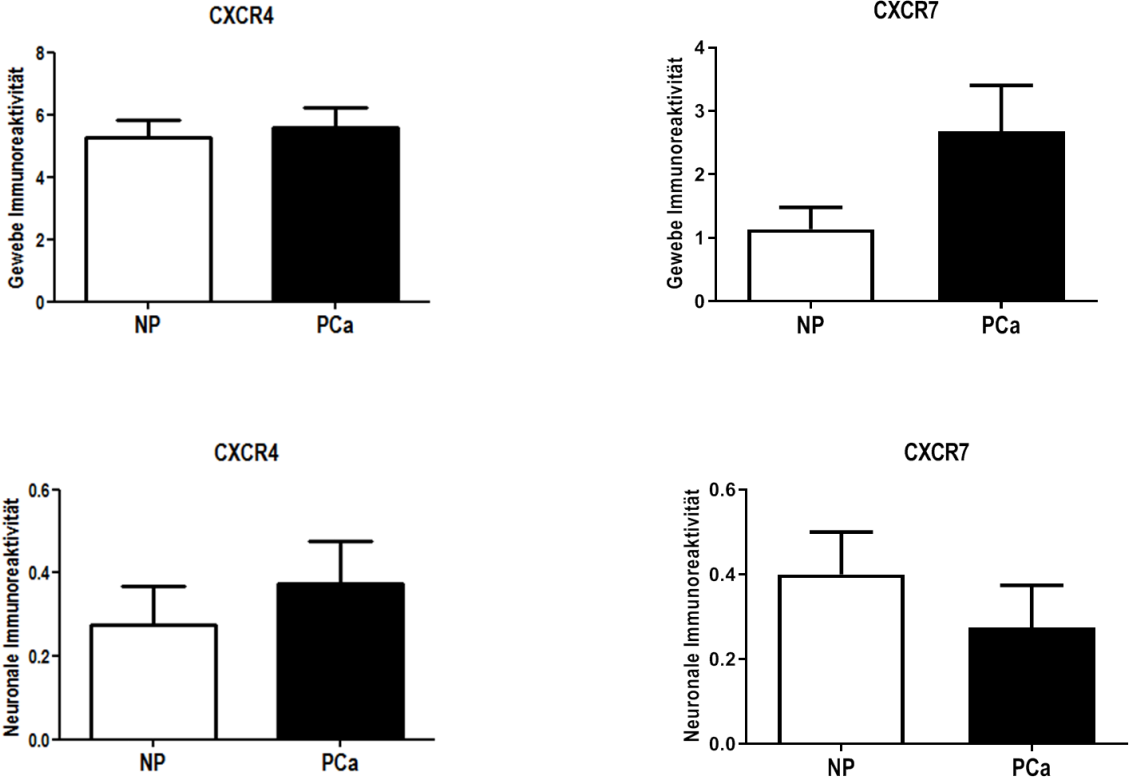 CXCR4
Gewebe Immunoreaktivität
8
6
4
2
0
NP PCa
CXCR7
Gewebe Immunoreaktivität
4
3
2
1
0
NP PCa
CXCR4
Neuronale Immunoreaktivität
0.6
0.4
0.2
0.0
NP PCa
CXCR7
Neuronale Immunoreaktivität
0.6
0.4
0.2
0.0
NP PCa